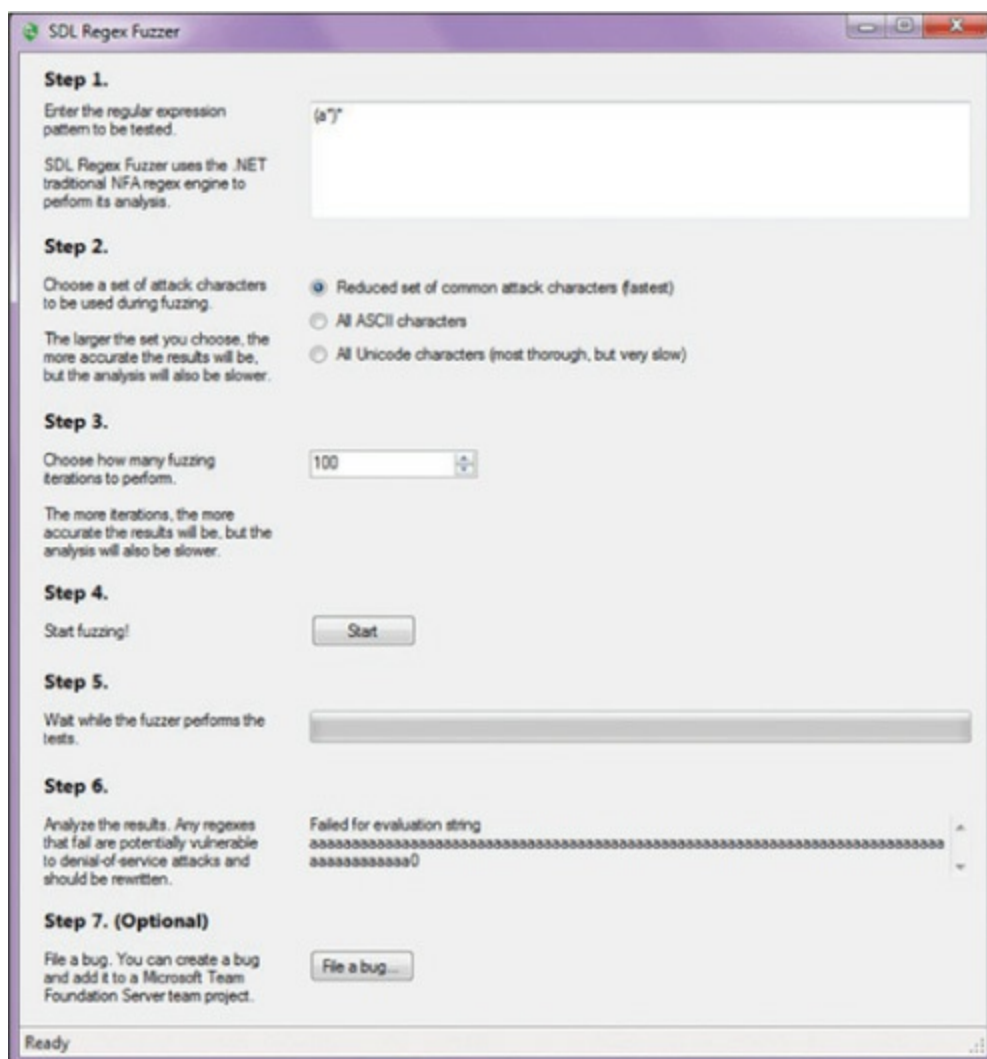 SDL Regex Fuzzer
Step 1.
Enter the regular expression
pattern to be tested.
SDL Regex Fuzzer uses the .NET
traditional NFA regex engine to
perform its analysis.
(a*)*
Step 2.
Choose a set of attack characters
to be used during fuzzing.
The larger the set you choose, the
more accurate the results will be,
but the analysis will also be slower.
Reduced set of common attack characters (fastest)
All ASCII characters
All Unicode characters (most thorough, but very slow)
Step 3.
Choose how many fuzzing
iterations to perform.
The more iterations, the more
accurate the results will be, but the
analysis will also be slower.
100
Step 4.
Start fuzzing!
Start
Step 5.
Wait while the fuzzer performs the
tests.
Step 6.
Analyze the results. Any regexes
that fail are potentially vulnerable
to denial-of-service attacks and
should be rewritten.
Failed for evaluation string
Step 7. (Optional)
File a bug. You can create a bug
and add it to a Microsoft Team
Foundation Server team project.
File a bug...
Ready